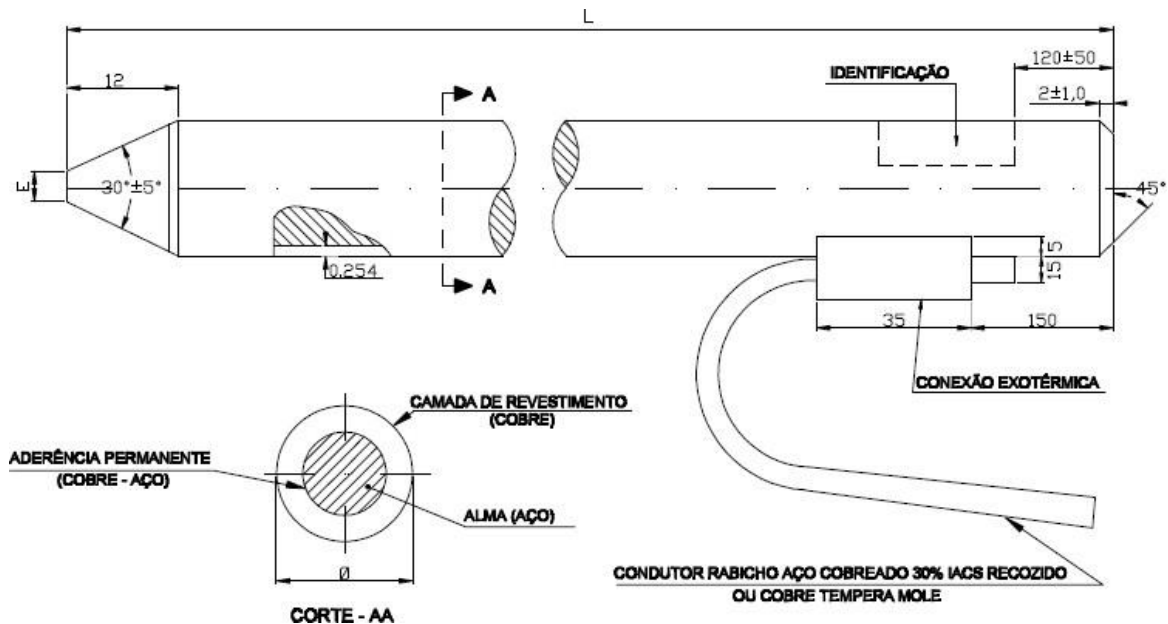 L
12
IDENTIFICAÇÃO
120±50
2±1,0
A
E
30°±5°
45°
0,254
A
5
15
35
150
CONEXÃO EXOTÉRMICA
CAMADA DE REVESTIMENTO
(COBRE)
ADERÊNCIA PERMANENTE
(COBRE - AÇO)
ALMA (AÇO)
Ø
CORTE - AA
CONDUTOR RABICHO AÇO COBREADO 30% IACS RECOZIDO
OU COBRE TEMPERA MOLE